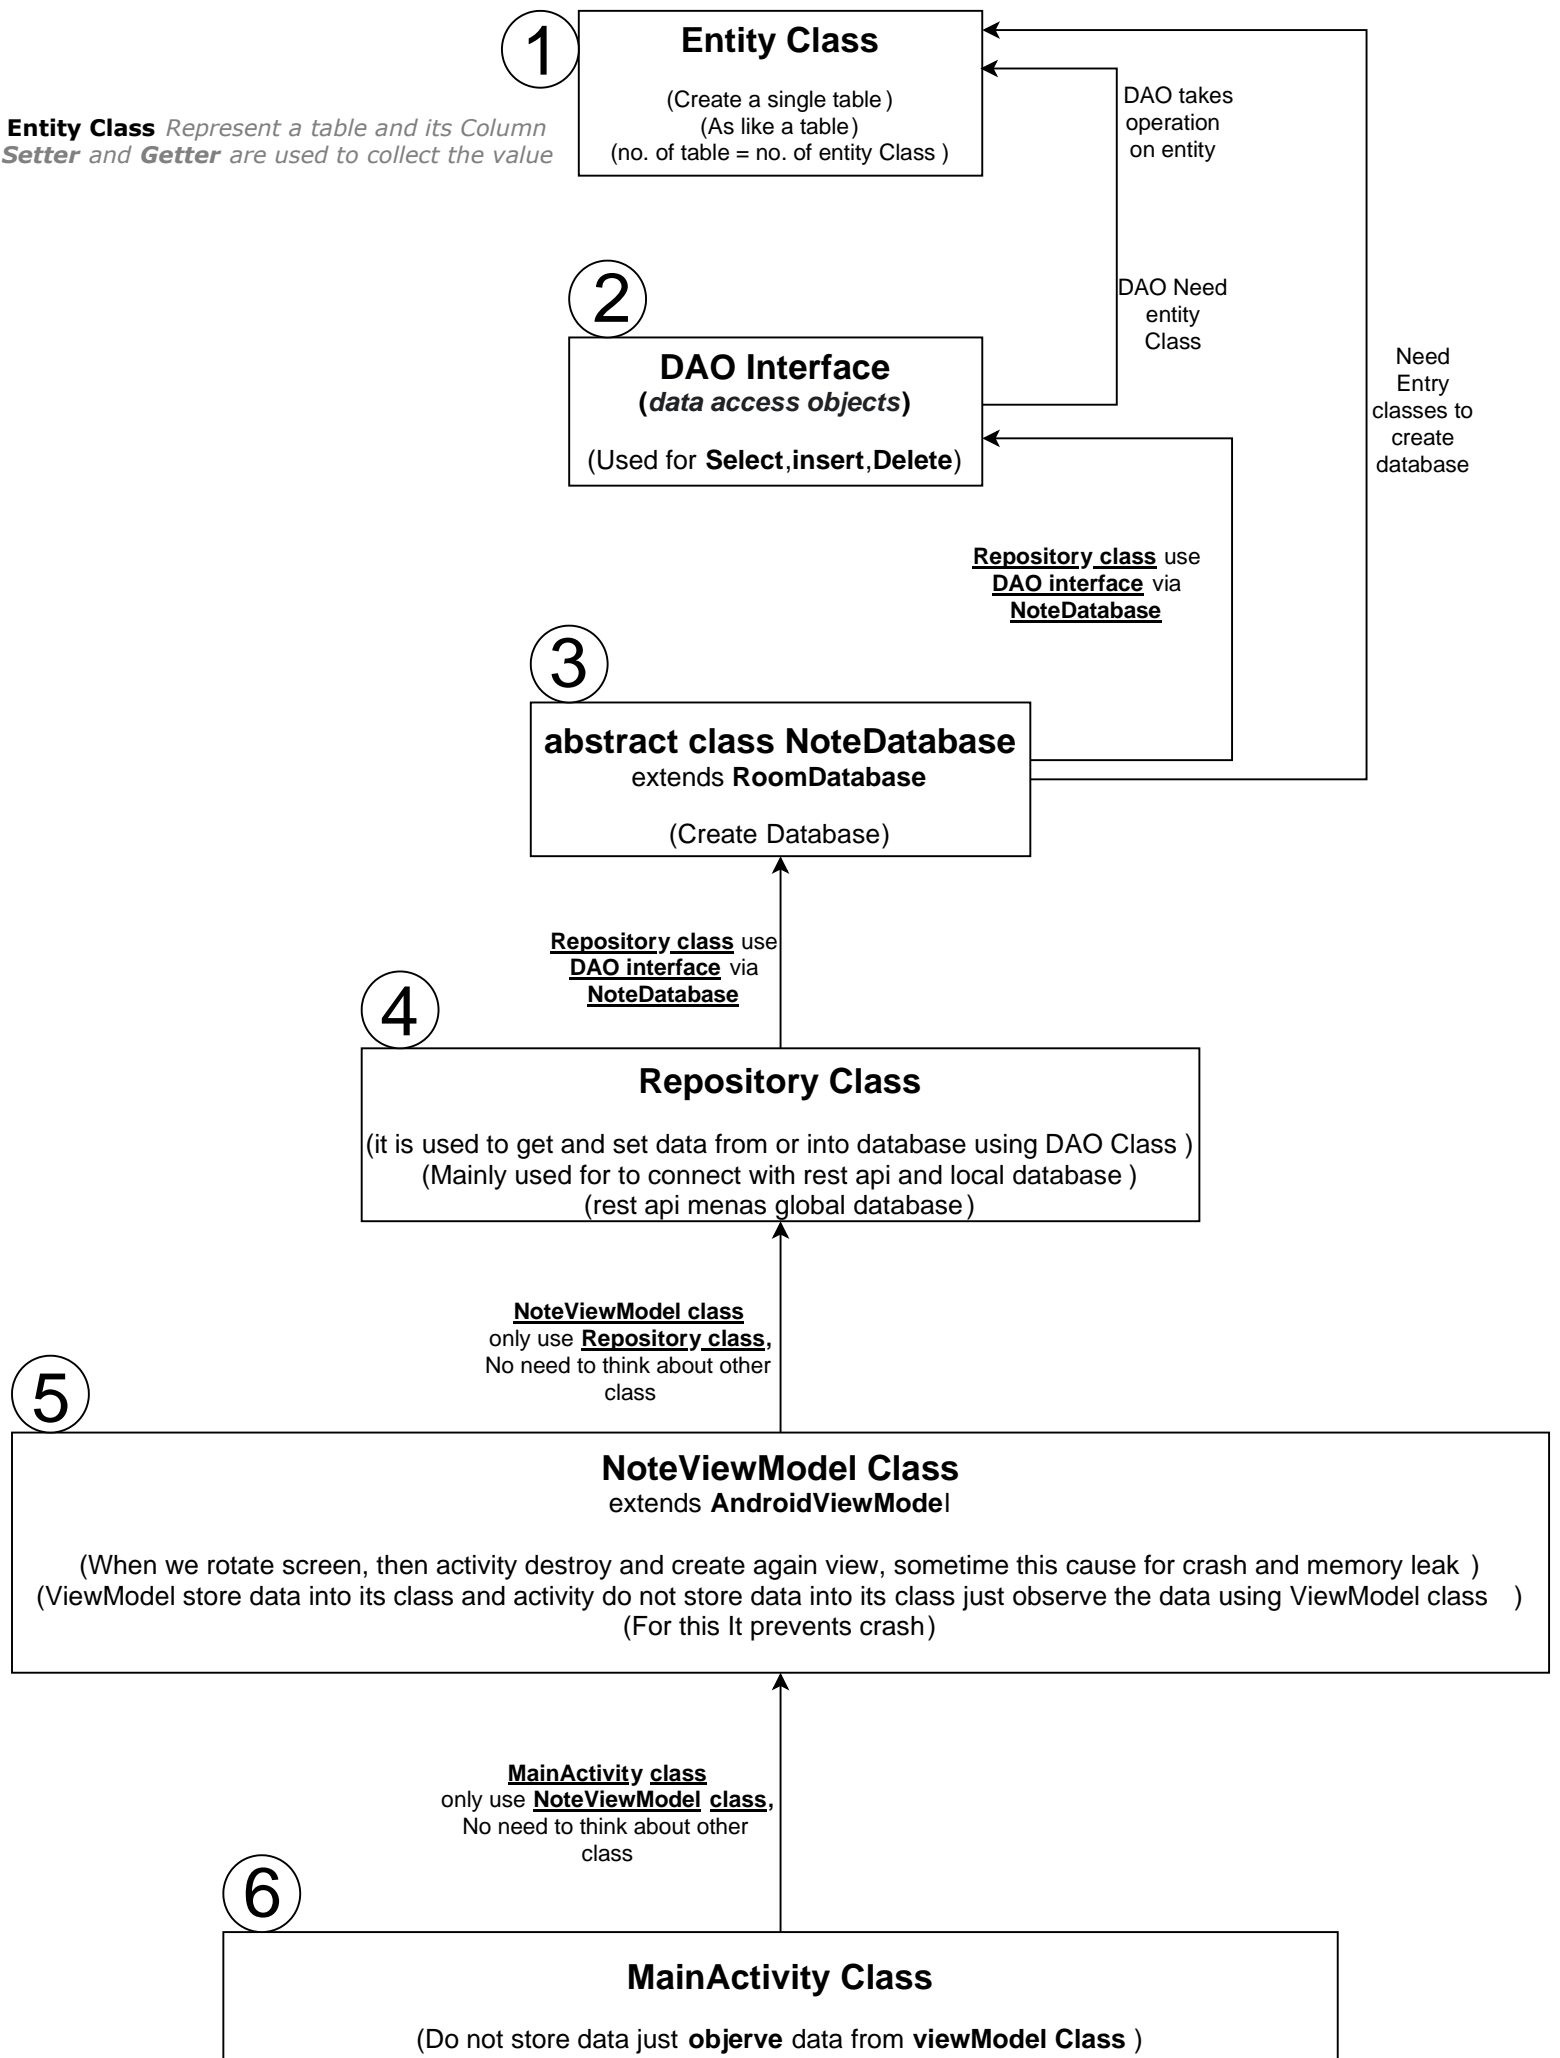 1
Entity Class
(Create a single table)
(As like a table)
(no. of table = no. of entity Class )
Entity Class Represent a table and its Column
Setter and Getter are used to collect the value
DAO takes
operation
on entity
2
DAO Interface
(data access objects)
(Used for Select,insert,Delete)
DAO Need
entity
Class
Need
Entry
classes to
create
database
Repository class use
DAO interface via
NoteDatabase
3
abstract class NoteDatabase
extends RoomDatabase
(Create Database)
Repository class use
DAO interface via
NoteDatabase
4
Repository Class
(it is used to get and set data from or into database using DAO Class )
(Mainly used for to connect with rest api and local database )
(rest api menas global database)
NoteViewModel class
only use Repository class,
No need to think about other
class
5
NoteViewModel Class
extends AndroidViewModel
(When we rotate screen, then activity destroy and create again view, sometime this cause for crash and memory leak )
(ViewModel store data into its class and activity do not store data into its class just observe the data using ViewModel class )
(For this It prevents crash)
MainActivity class
only use NoteViewModel class,
No need to think about other
class
6
MainActivity Class
(Do not store data just objerve data from viewModel Class )